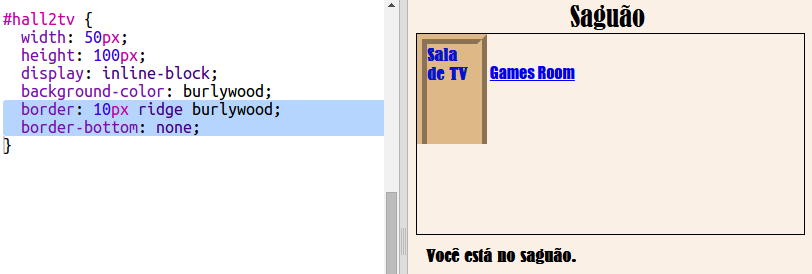 #hall2tv {
width: 50px;
height: 100px;
display: inline-block;
background-color: burlywood;
border: 10px ridge burlywood;
border-bottom: none;
}
Saguão
Sala
de TV
Games Room
Você está no saguão.